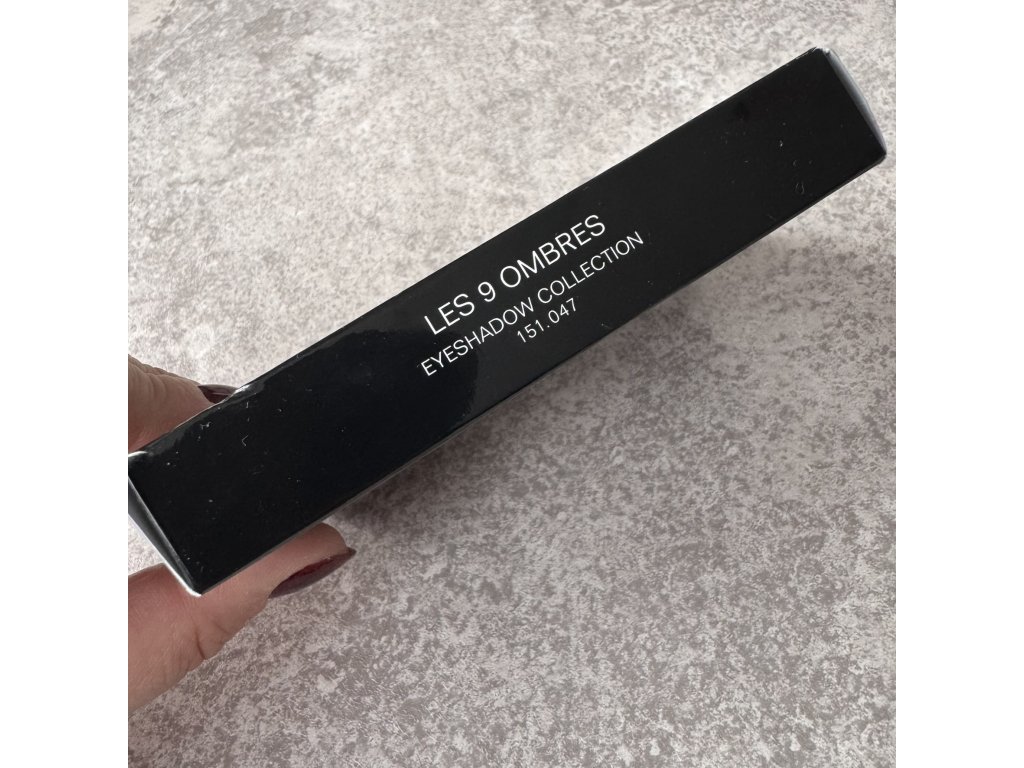 LES 9 OMBRES
EYESHADOW COLLECTION
151.047